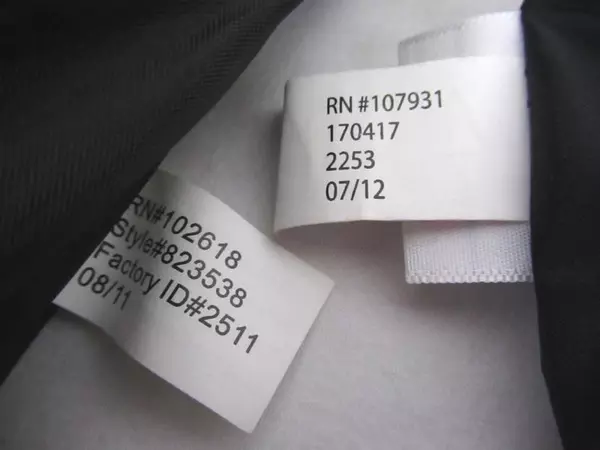 RN #107931
170417
2253
07/12
RN#102618
Style#823538
Factory ID#2511
08/11